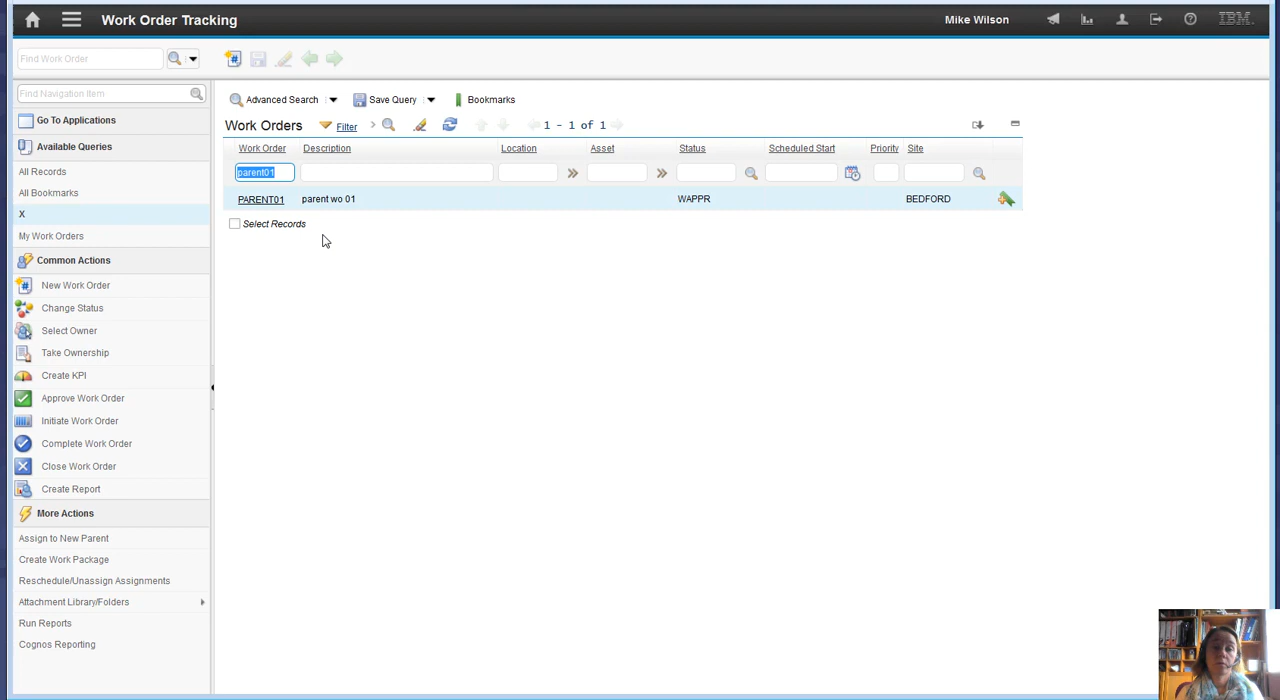 Work Order Tracking
Mike Wilson
IBM.
Find Work Order
Find Navigation Item
Go To Applications
Available Queries
All Records
All Bookmarks
X
My Work Orders
Common Actions
New Work Order
Change Status
Select Owner
Take Ownership
Create KPI
Approve Work Order
Initiate Work Order
Complete Work Order
Close Work Order
Create Report
More Actions
Assign to New Parent
Create Work Package
Reschedule/Unassign Assignments
Attachment Library/Folders
Run Reports
Cognos Reporting
Advanced Search Save Query Bookmarks
Work Orders Filter 1 - 1 of 1
Work Order Description Location Asset Status Scheduled Start Priority Site
parent01
PARENT01 parent wo 01 WAPPR BEDFORD
Select Records